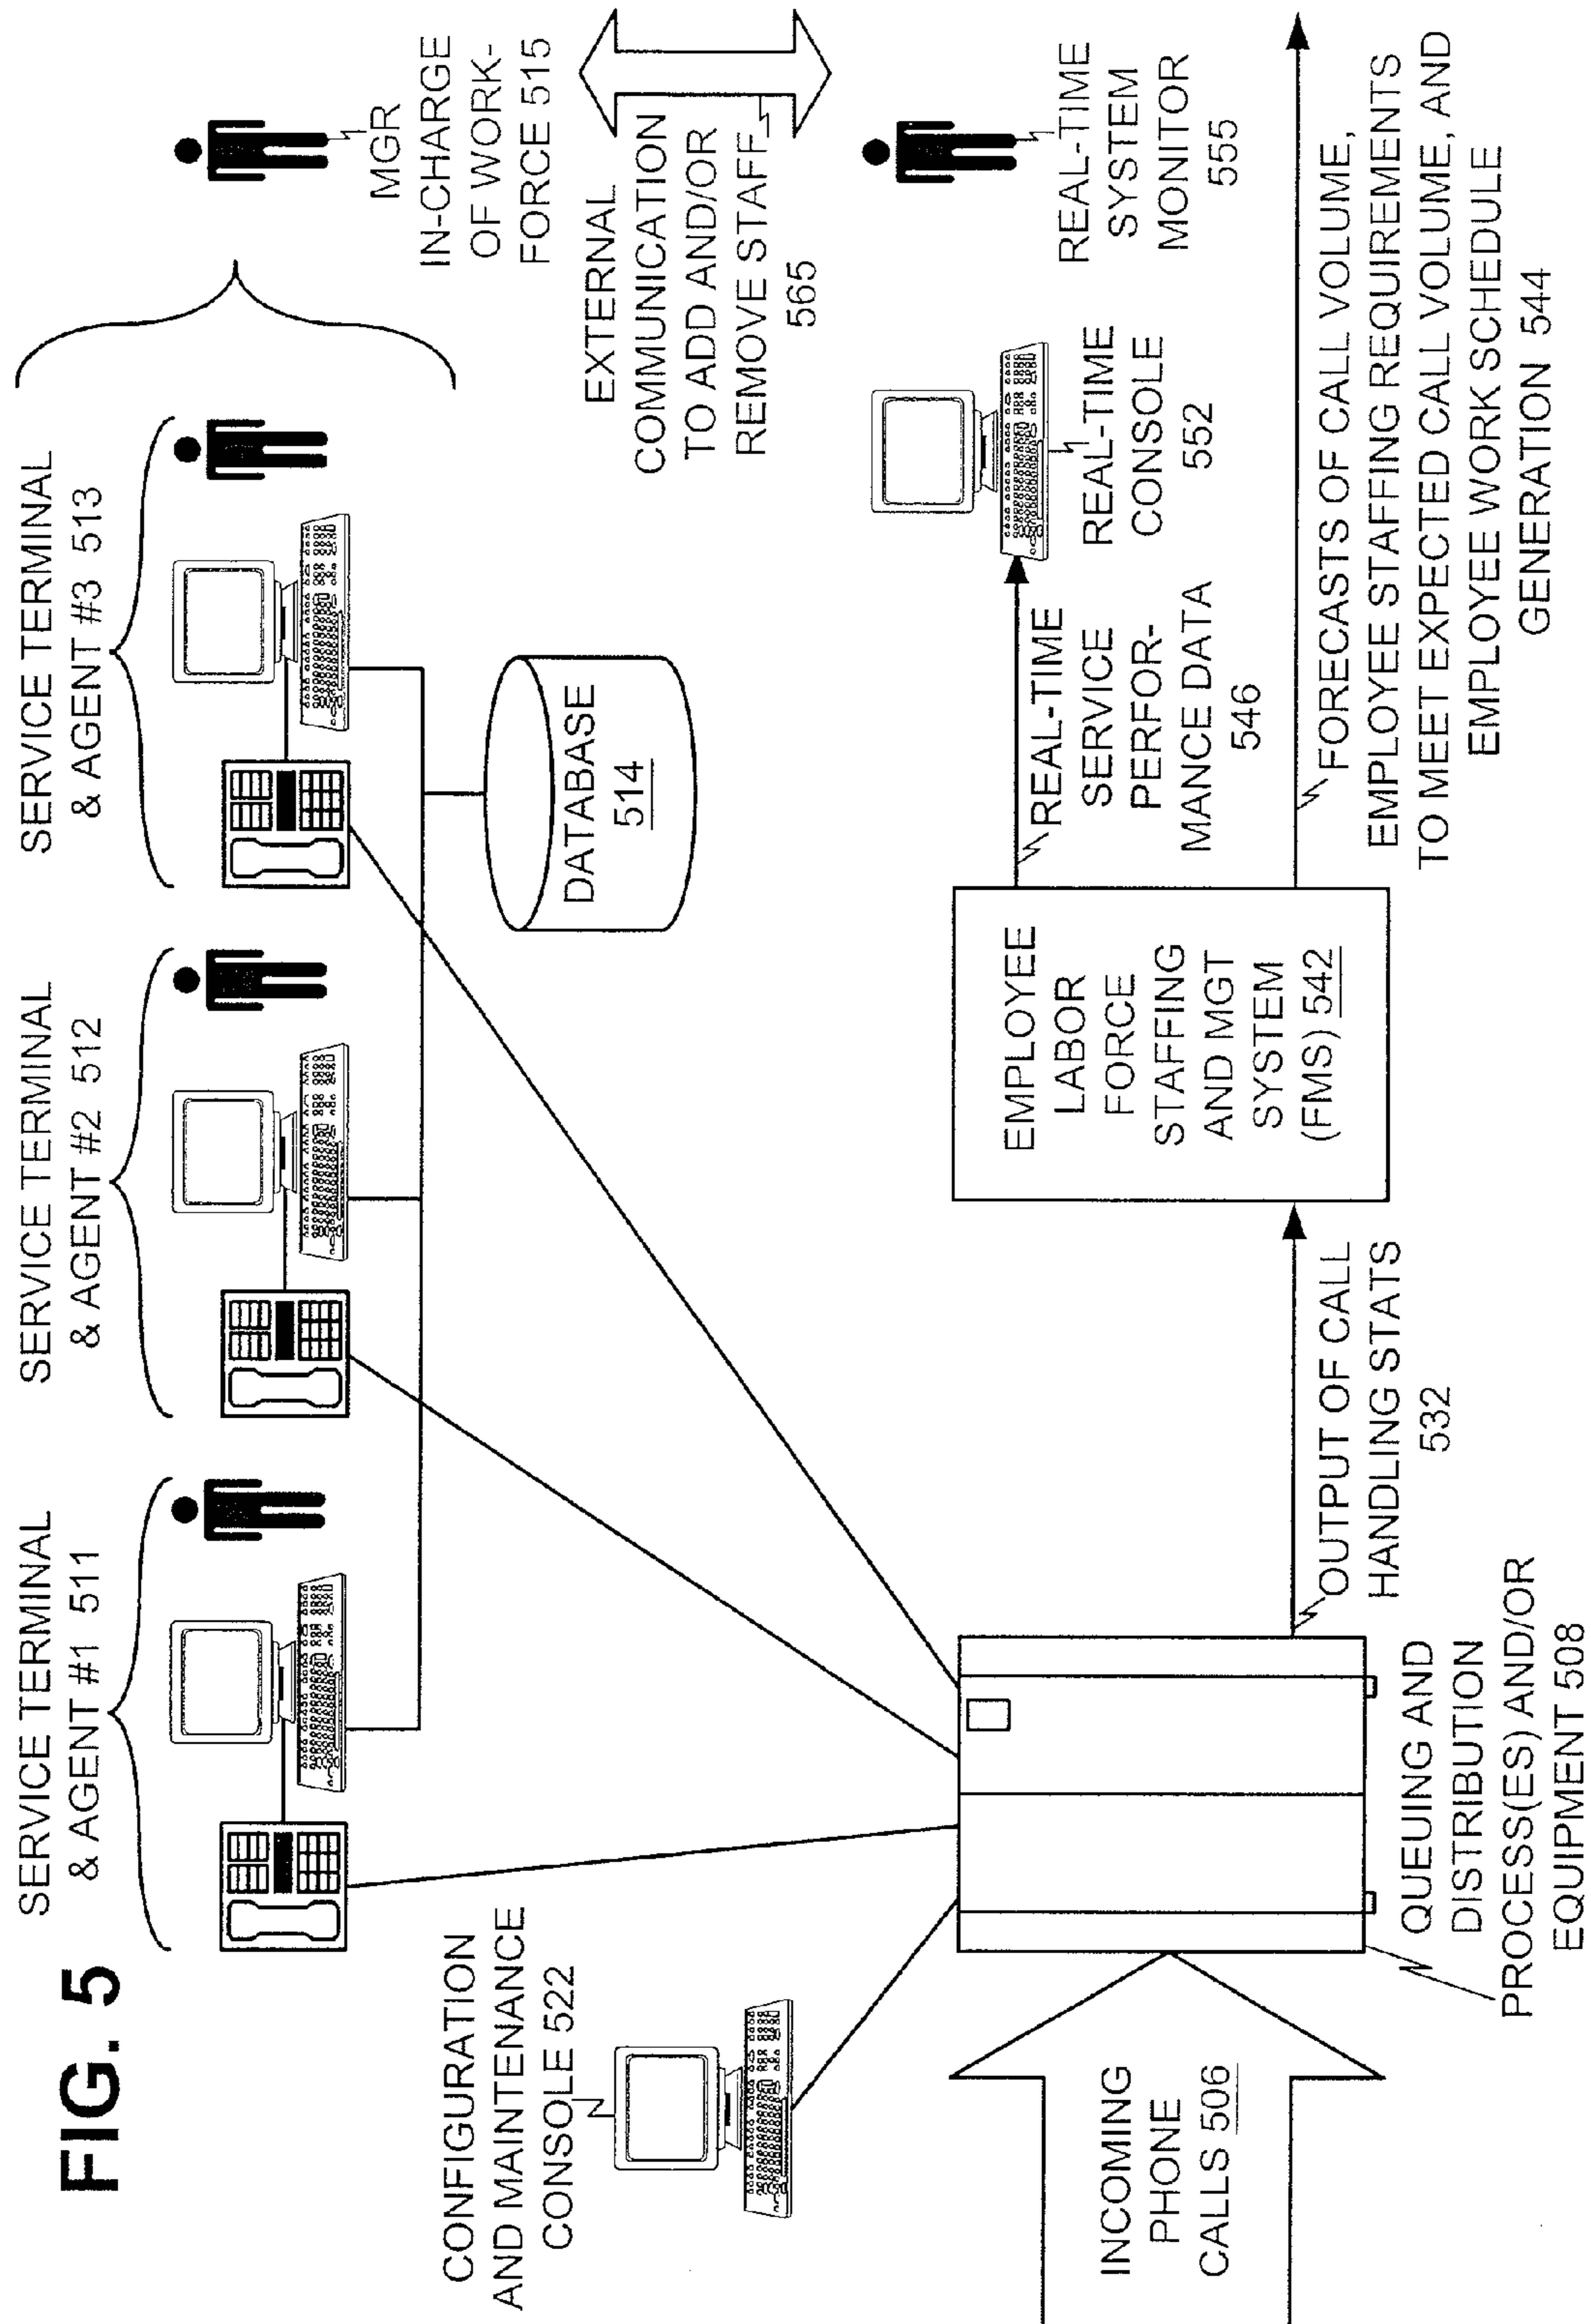 FIG. 5
SERVICE TERMINAL
& AGENT #1 511
SERVICE TERMINAL
& AGENT #2 512
SERVICE TERMINAL
& AGENT #3 513
MGR
IN-CHARGE
OF WORK-
FORCE 515
CONFIGURATION
AND MAINTENANCE
CONSOLE 522
DATABASE
514
EXTERNAL
COMMUNICATION
TO ADD AND/OR
REMOVE STAFF
565
INCOMING
PHONE
CALLS 506
QUEUING AND
DISTRIBUTION
PROCESS(ES) AND/OR
EQUIPMENT 508
OUTPUT OF CALL
HANDLING STATS
532
EMPLOYEE
LABOR
FORCE
STAFFING
AND MGT
SYSTEM
(FMS) 542
REAL-TIME
SERVICE
PERFOR-
MANCE DATA
546
REAL-TIME
CONSOLE
552
REAL-TIME
SYSTEM
MONITOR
555
FORECASTS OF CALL VOLUME,
EMPLOYEE STAFFING REQUIREMENTS
TO MEET EXPECTED CALL VOLUME, AND
EMPLOYEE WORK SCHEDULE
GENERATION 544